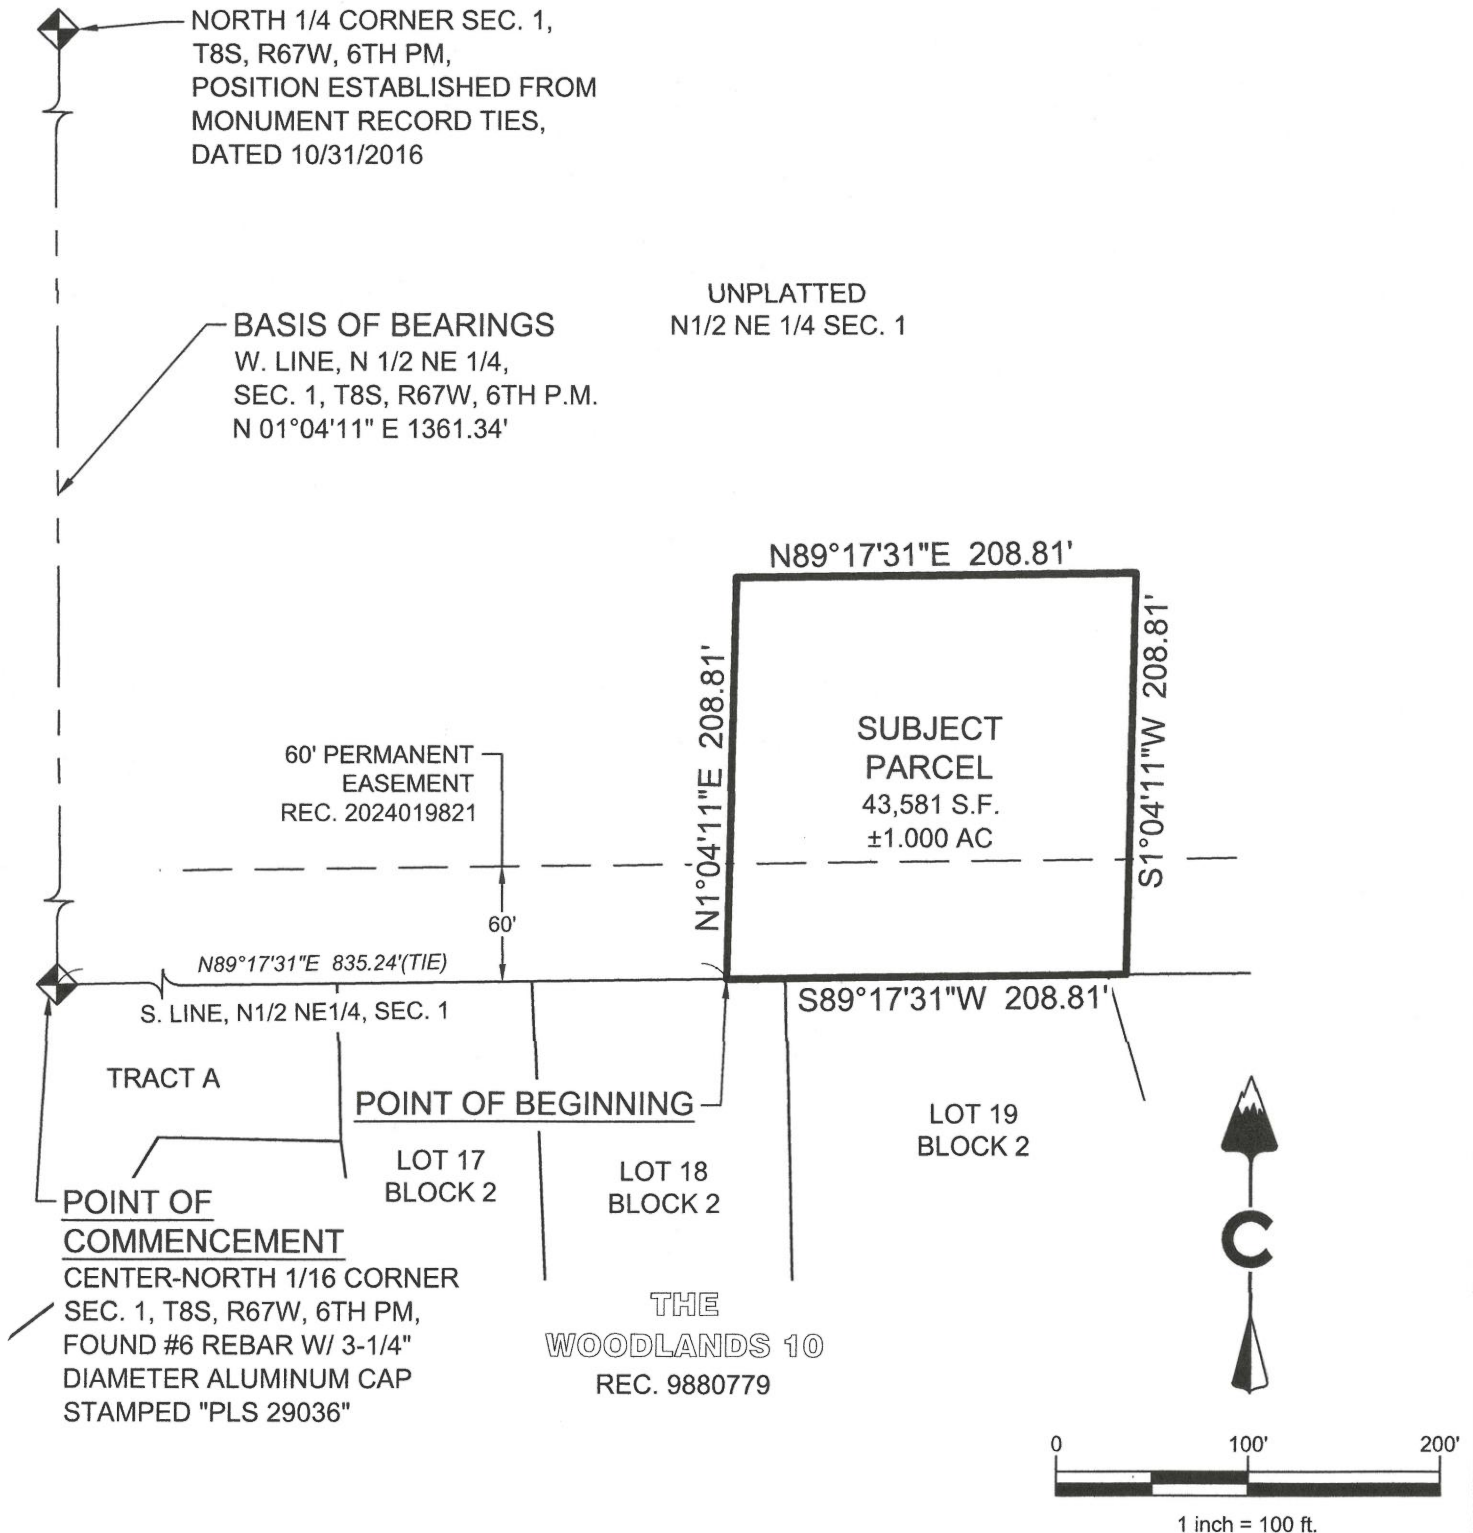 NORTH 1/4 CORNER SEC. 1,
T8S, R67W, 6TH PM,
POSITION ESTABLISHED FROM
MONUMENT RECORD TIES,
DATED 10/31/2016
UNPLATTED
N1/2 NE 1/4 SEC. 1
BASIS OF BEARINGS
W. LINE, N 1/2 NE 1/4,
SEC. 1, T8S, R67W, 6TH P.M.
N 01°04'11" E 1361.34'
N89°17'31"E 208.81'
N1°04'11"E 208.81'
S1°04'11"W 208.81'
SUBJECT
PARCEL
43,581 S.F.
±1.000 AC
60' PERMANENT
EASEMENT
REC. 2024019821
60'
N89°17'31"E 835.24'(TIE)
S. LINE, N1/2 NE1/4, SEC. 1
S89°17'31"W 208.81'
TRACT A
POINT OF BEGINNING
LOT 17
BLOCK 2
LOT 18
BLOCK 2
LOT 19
BLOCK 2
POINT OF
COMMENCEMENT
CENTER-NORTH 1/16 CORNER
SEC. 1, T8S, R67W, 6TH PM,
FOUND #6 REBAR W/ 3-1/4"
DIAMETER ALUMINUM CAP
STAMPED "PLS 29036"
THE
WOODLANDS 10
REC. 9880779
C
0 100' 200'
1 inch = 100 ft.